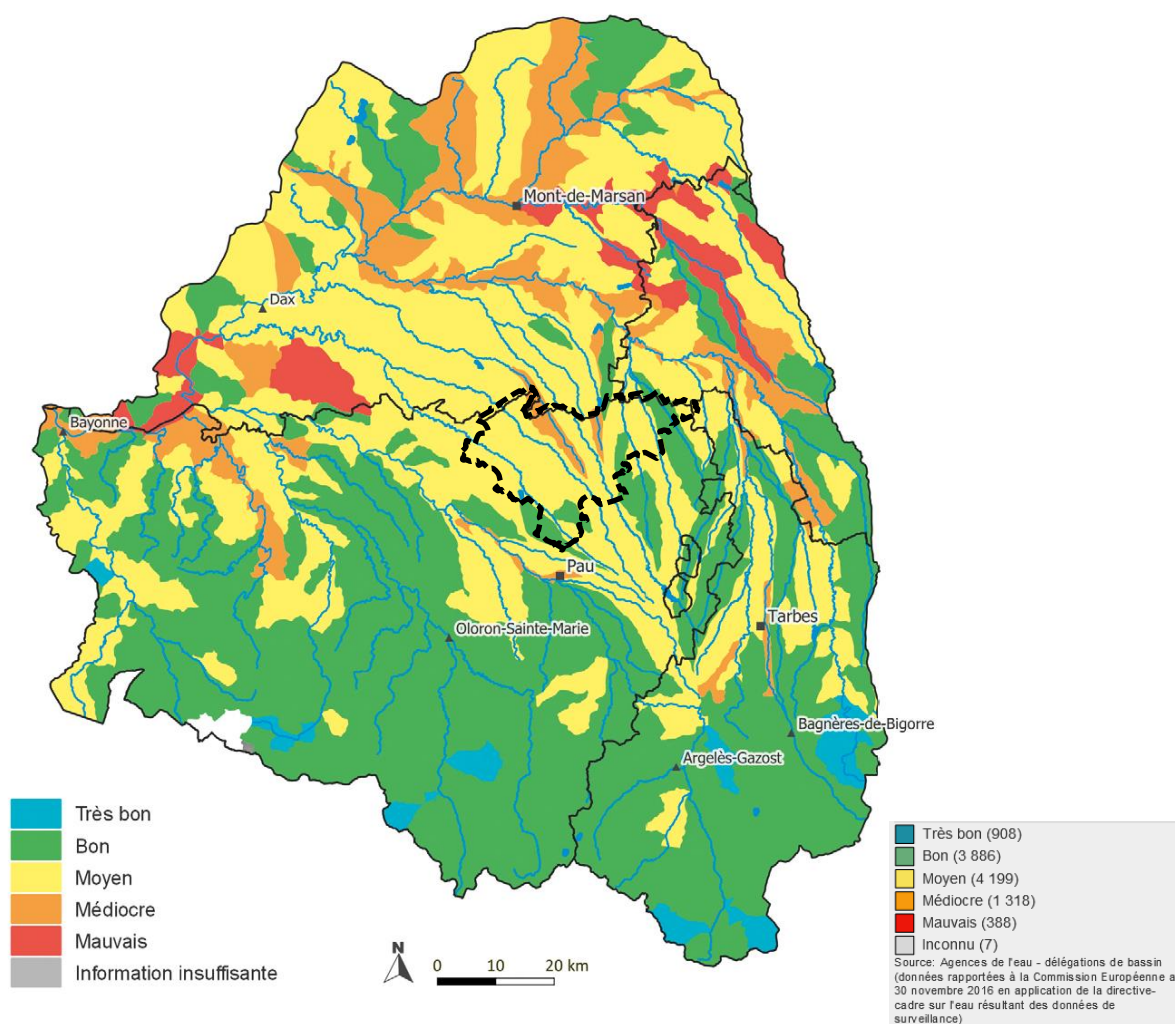 Mont-de-Marsan
Dax
Bayonne
Pau
Oloron-Sainte-Marie
Tarbes
Bagnères-de-Bigorre
Argelès-Gazost
Très bon
Bon
Moyen
Médiocre
Mauvais
Information insuffisante
N
0 10 20 km
Très bon (908)
Bon (3 886)
Moyen (4 199)
Médiocre (1 318)
Mauvais (388)
Inconnu (7)
Source: Agences de l'eau - délégations de bassin
(données rapportées à la Commission Européenne a
30 novembre 2016 en application de la directive-
cadre sur l'eau résultant des données de
surveillance)